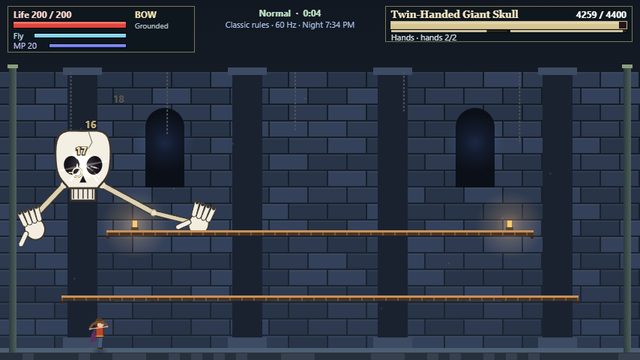 Life 200 / 200
BOW
Fly
Grounded
MP 20
Normal · 0:04
Classic rules · 60 Hz · Night 7:34 PM
Twin-Handed Giant Skull
4259 / 4400
Hands · hands 2/2
18
16
17